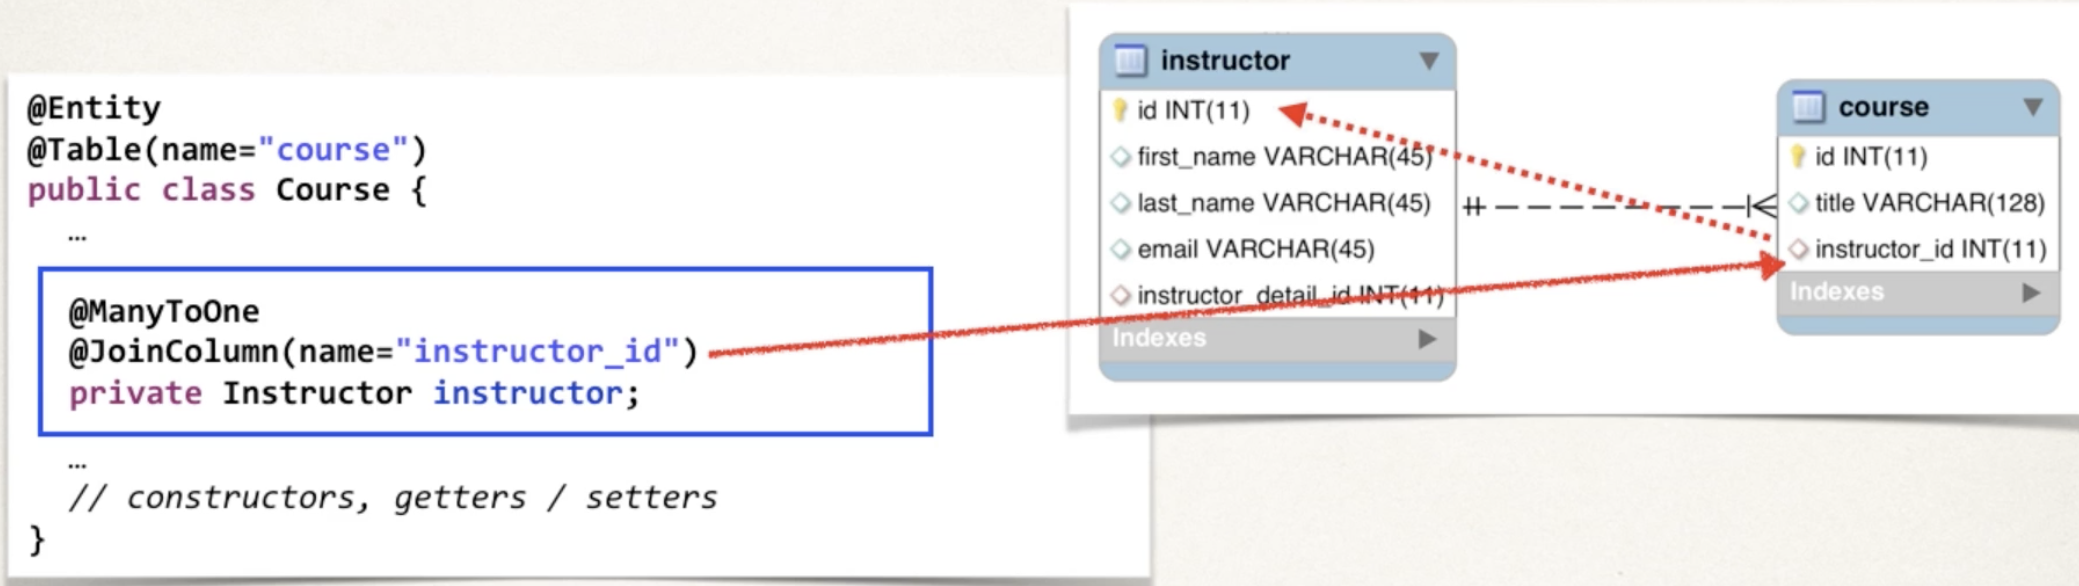 @Entity
@Table(name="course")
public class Course {
…
@ManyToOne
@JoinColumn(name="instructor_id")
private Instructor instructor;
…
// constructors, getters / setters
}
instructor
id INT(11)
first_name VARCHAR(45)
last_name VARCHAR(45)
email VARCHAR(45)
instructor_detail_id INT(11)
Indexes
course
id INT(11)
title VARCHAR(128)
instructor_id INT(11)
Indexes